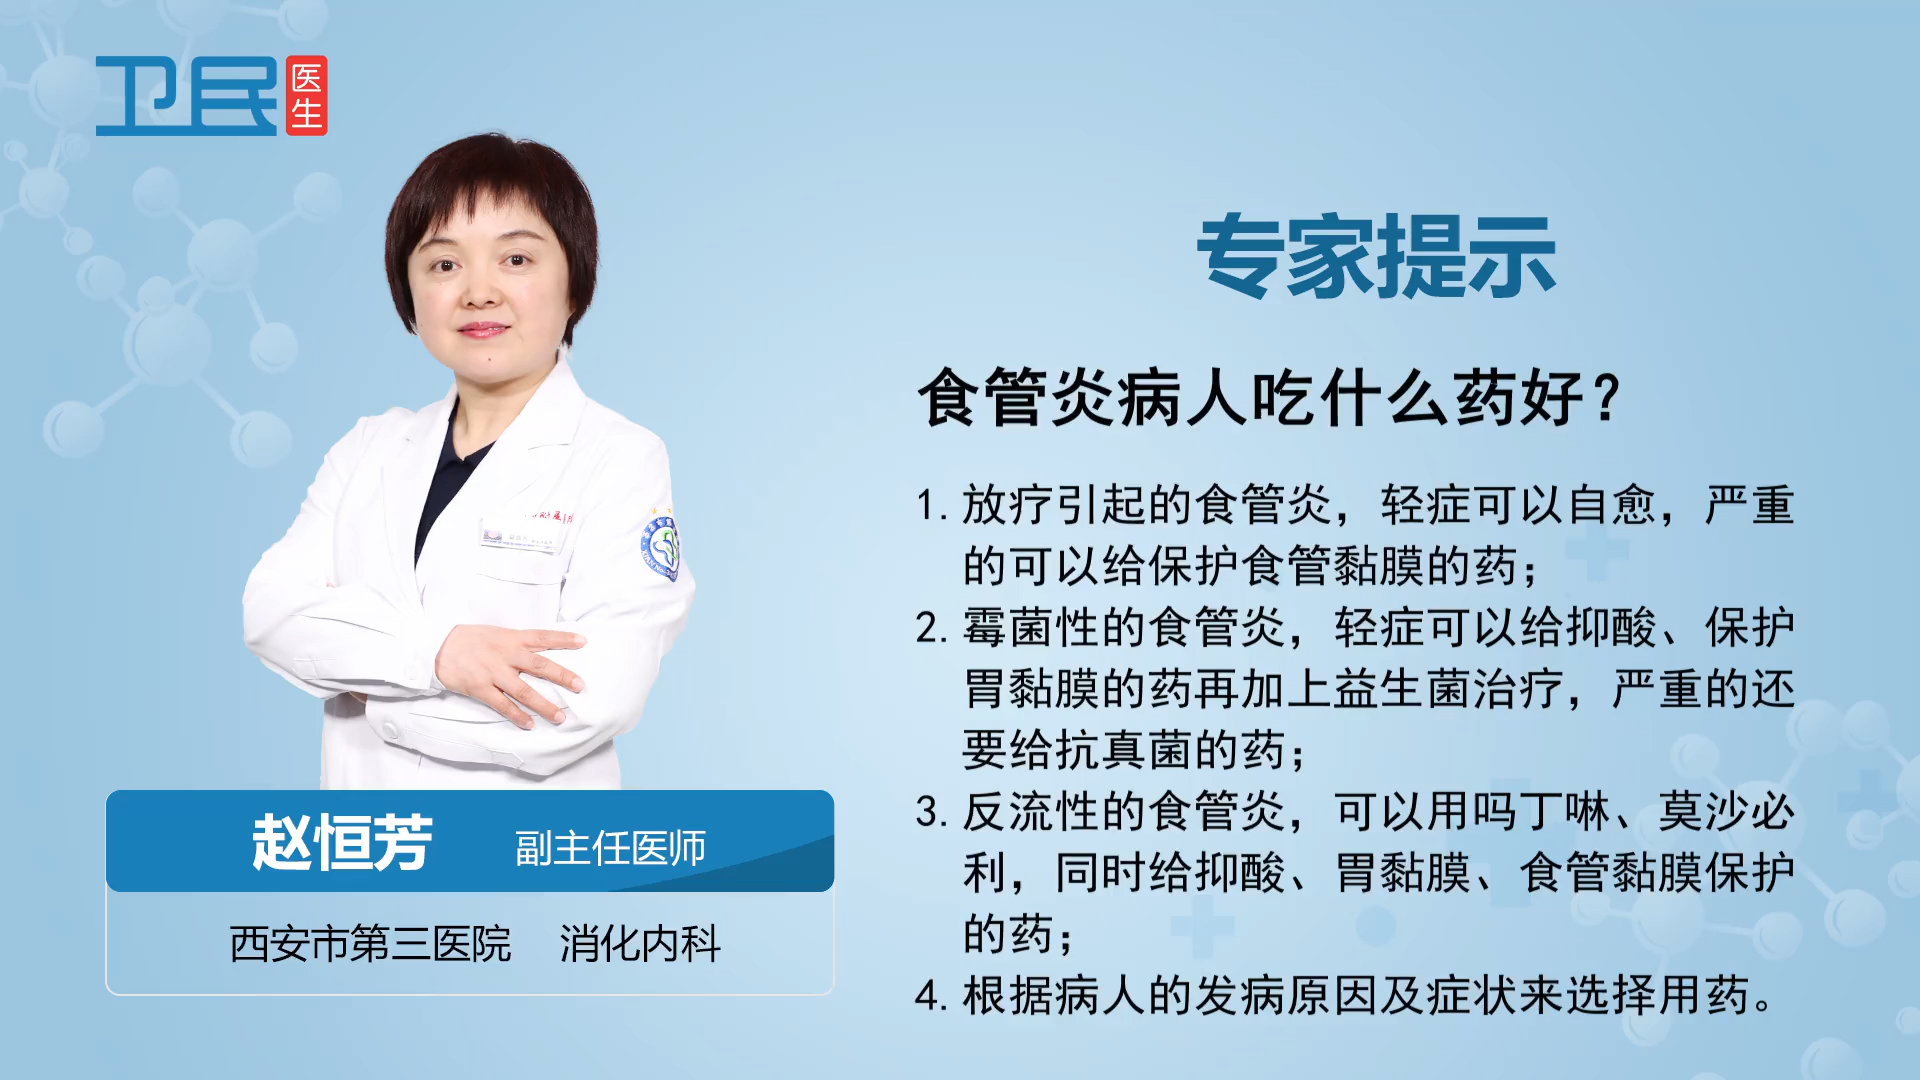 卫民医生
专家提示
食管炎病人吃什么药好？
1. 放疗引起的食管炎，轻症可以自愈，严重
的可以给保护食管黏膜的药；
2. 霉菌性的食管炎，轻症可以给抑酸、保护
胃黏膜的药再加上益生菌治疗，严重的还
要给抗真菌的药；
3. 反流性的食管炎，可以用吗丁啉、莫沙必
利，同时给抑酸、胃黏膜、食管黏膜保护
的药；
4. 根据病人的发病原因及症状来选择用药。
赵恒芳 副主任医师
西安市第三医院 消化内科